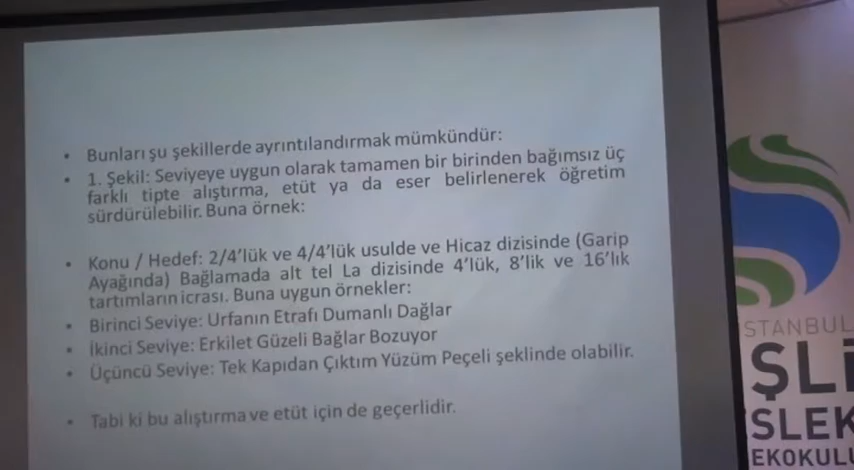 • Bunları şu şekillerde ayrıntılandırmak mümkündür:
• 1. Şekil: Seviyeye uygun olarak tamamen bir birinden bağımsız üç
farklı tipte alıştırma, etüt ya da eser belirlenerek öğretim
sürdürülebilir. Buna örnek:
• Konu / Hedef: 2/4'lük ve 4/4'lük usulde ve Hicaz dizisinde (Garip
Ayağında) Bağlamada alt tel La dizisinde 4'lük, 8'lik ve 16'lık
tartımların icrası. Buna uygun örnekler:
• Birinci Seviye: Urfanın Etrafı Dumanlı Dağlar
• İkinci Seviye: Erkilet Güzeli Bağlar Bozuyor
• Üçüncü Seviye: Tek Kapıdan Çıktım Yüzüm Peçeli şeklinde olabilir.
• Tabi ki bu alıştırma ve etüt için de geçerlidir.
STANBUL
ŞLİ
SLEK
EKOKULU